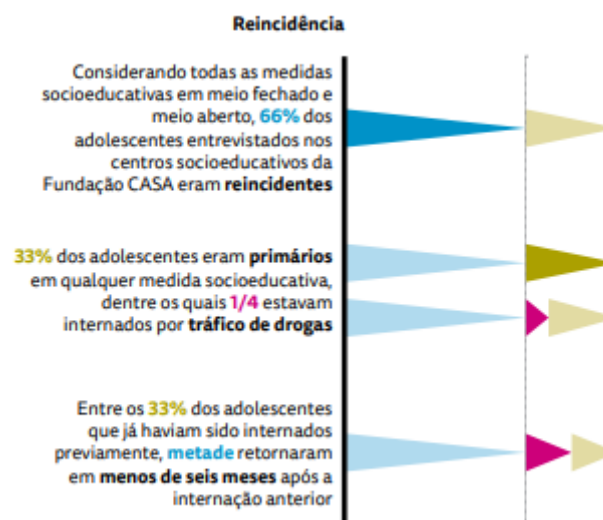 Reincidência
Considerando todas as medidas
socioeducativas em meio fechado e
meio aberto, 66% dos
adolescentes entrevistados nos
centros socioeducativos da
Fundação CASA eram reincidentes
33% dos adolescentes eram primários
em qualquer medida socioeducativa,
dentre os quais 1/4 estavam
internados por tráfico de drogas
Entre os 33% dos adolescentes
que já haviam sido internados
previamente, metade retornaram
em menos de seis meses após a
internação anterior